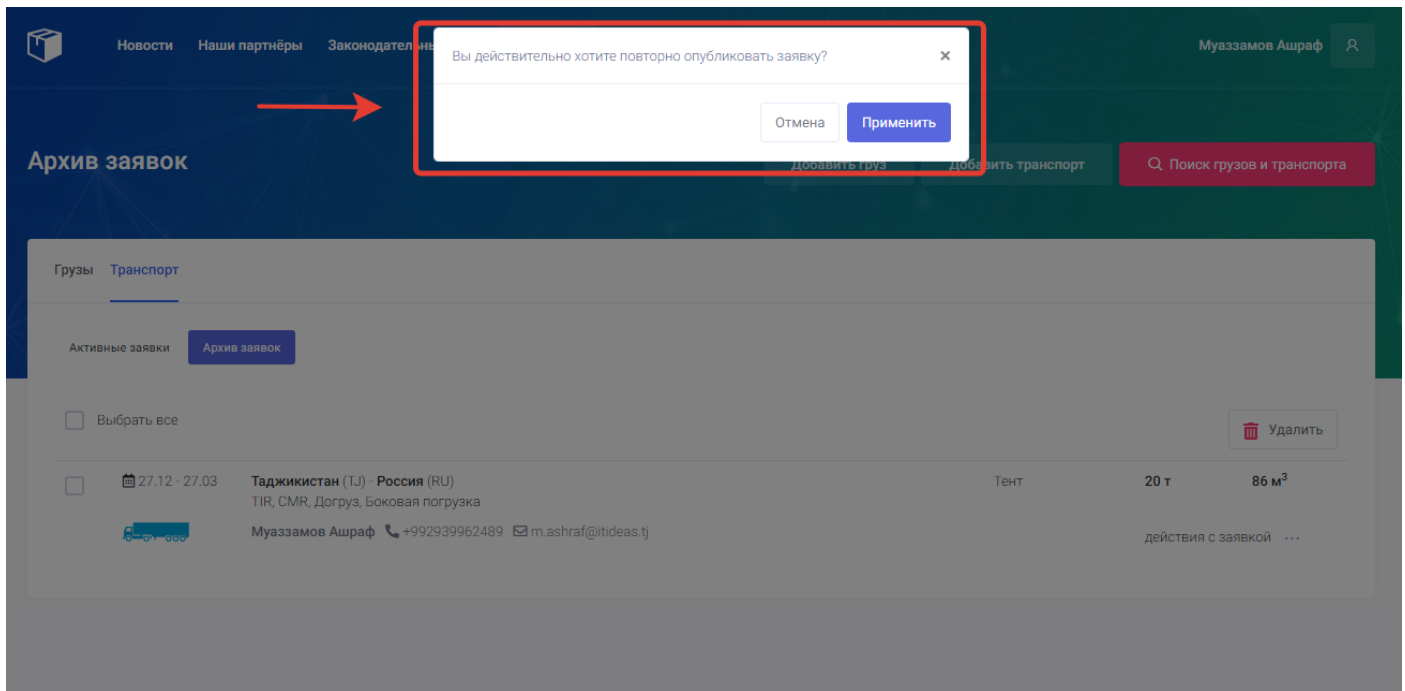 Новости Наши партнёры Законодательны
Муаззамов Ашраф
Вы действительно хотите повторно опубликовать заявку? ×
Отмена Применить
Архив заявок
Добавить груз Добавить транспорт Поиск грузов и транспорта
Грузы Транспорт
Активные заявки Архив заявок
Выбрать все
Удалить
27.12 - 27.03 Таджикистан (TJ) - Россия (RU) Тент 20 т 86 м³
TIR, CMR, Догруз, Боковая погрузка
Муаззамов Ашраф +992939962489 m.ashraf@itideas.tj
действия с заявкой ...